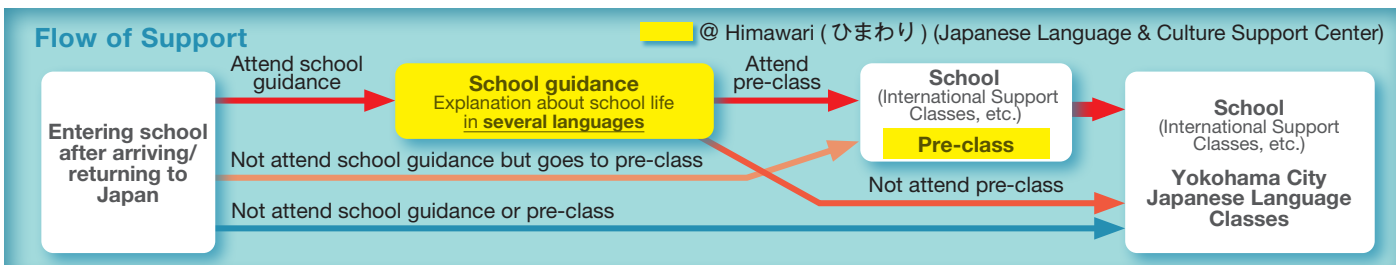 Flow of Support
@ Himawari ( ひまわり ) (Japanese Language & Culture Support Center)
Entering school
after arriving/
returning to
Japan
Attend school
guidance
School guidance
Explanation about school life
in several languages
Attend
pre-class
School
(International Support
Classes, etc.)
Pre-class
Not attend school guidance but goes to pre-class
Not attend pre-class
Not attend school guidance or pre-class
School
(International Support
Classes, etc.)
Yokohama City
Japanese Language
Classes